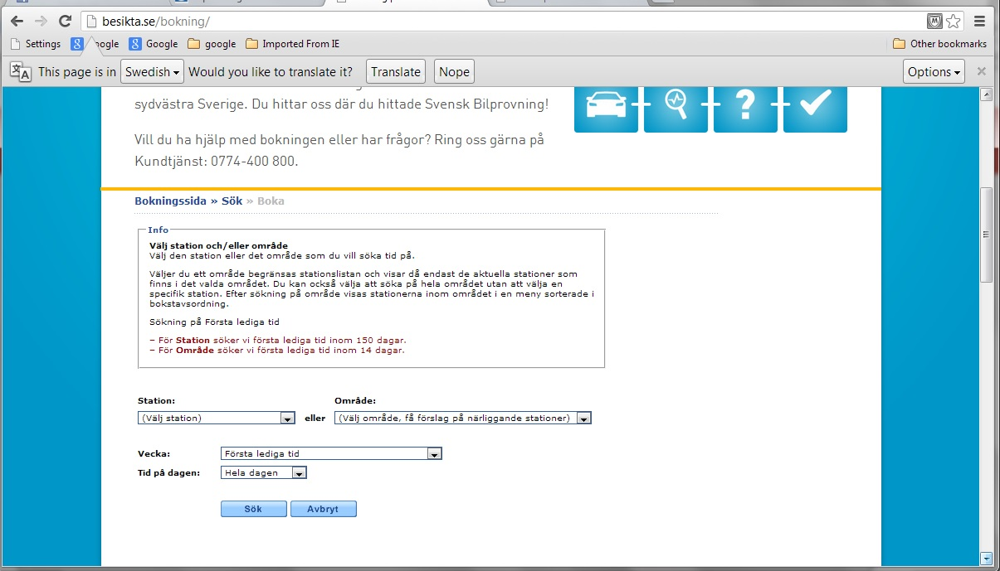 besikta.se/bokning/
Settings
ogle
Google
google
Imported From IE
Other bookmarks
This page is in Swedish Would you like to translate it? Translate Nope Options
sydvästra Sverige. Du hittar oss där du hittade Svensk Bilprovning!
Vill du ha hjälp med bokningen eller har frågor? Ring oss gärna på
Kundtjänst: 0774-400 800.
Bokningssida » Sök » Boka
Info
Välj station och/eller område
Välj den station eller det område som du vill söka tid på.
Väljer du ett område begränsas stationslistan och visar då endast de aktuella stationer som
finns i det valda området. Du kan också välja att söka på hela området utan att välja en
specifik station. Efter sökning på område visas stationerna inom området i en meny sorterade i
bokstavsordning.
Sökning på Första lediga tid
– För Station söker vi första lediga tid inom 150 dagar.
– För Område söker vi första lediga tid inom 14 dagar.
Station: Område:
(Välj station) eller (Välj område, få förslag på närliggande stationer)
Vecka: Första lediga tid
Tid på dagen: Hela dagen
Sök Avbryt